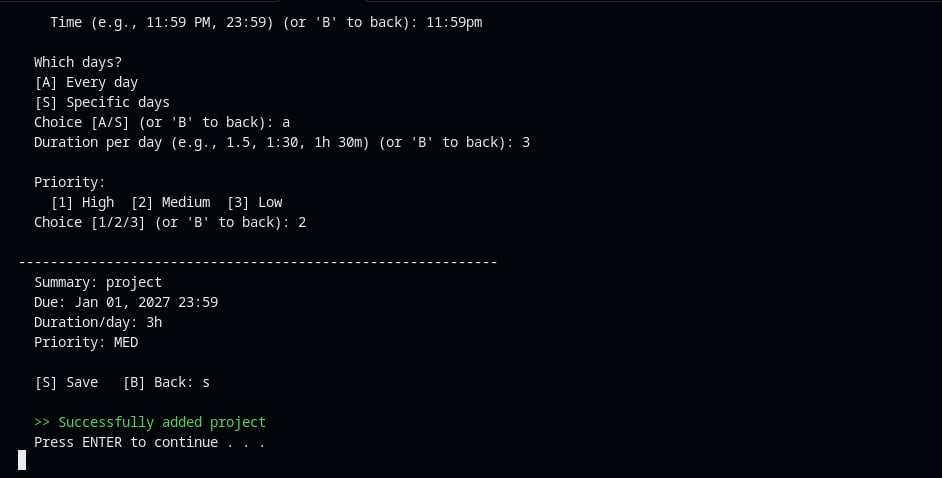 Time (e.g., 11:59 PM, 23:59) (or 'B' to back): 11:59pm
Which days?
[A] Every day
[S] Specific days
Choice [A/S] (or 'B' to back): a
Duration per day (e.g., 1.5, 1:30, 1h 30m) (or 'B' to back): 3
Priority:
[1] High  [2] Medium  [3] Low
Choice [1/2/3] (or 'B' to back): 2
------------------------------------------------------------
Summary: project
Due: Jan 01, 2027 23:59
Duration/day: 3h
Priority: MED
[S] Save   [B] Back: s
>> Successfully added project
Press ENTER to continue . . .